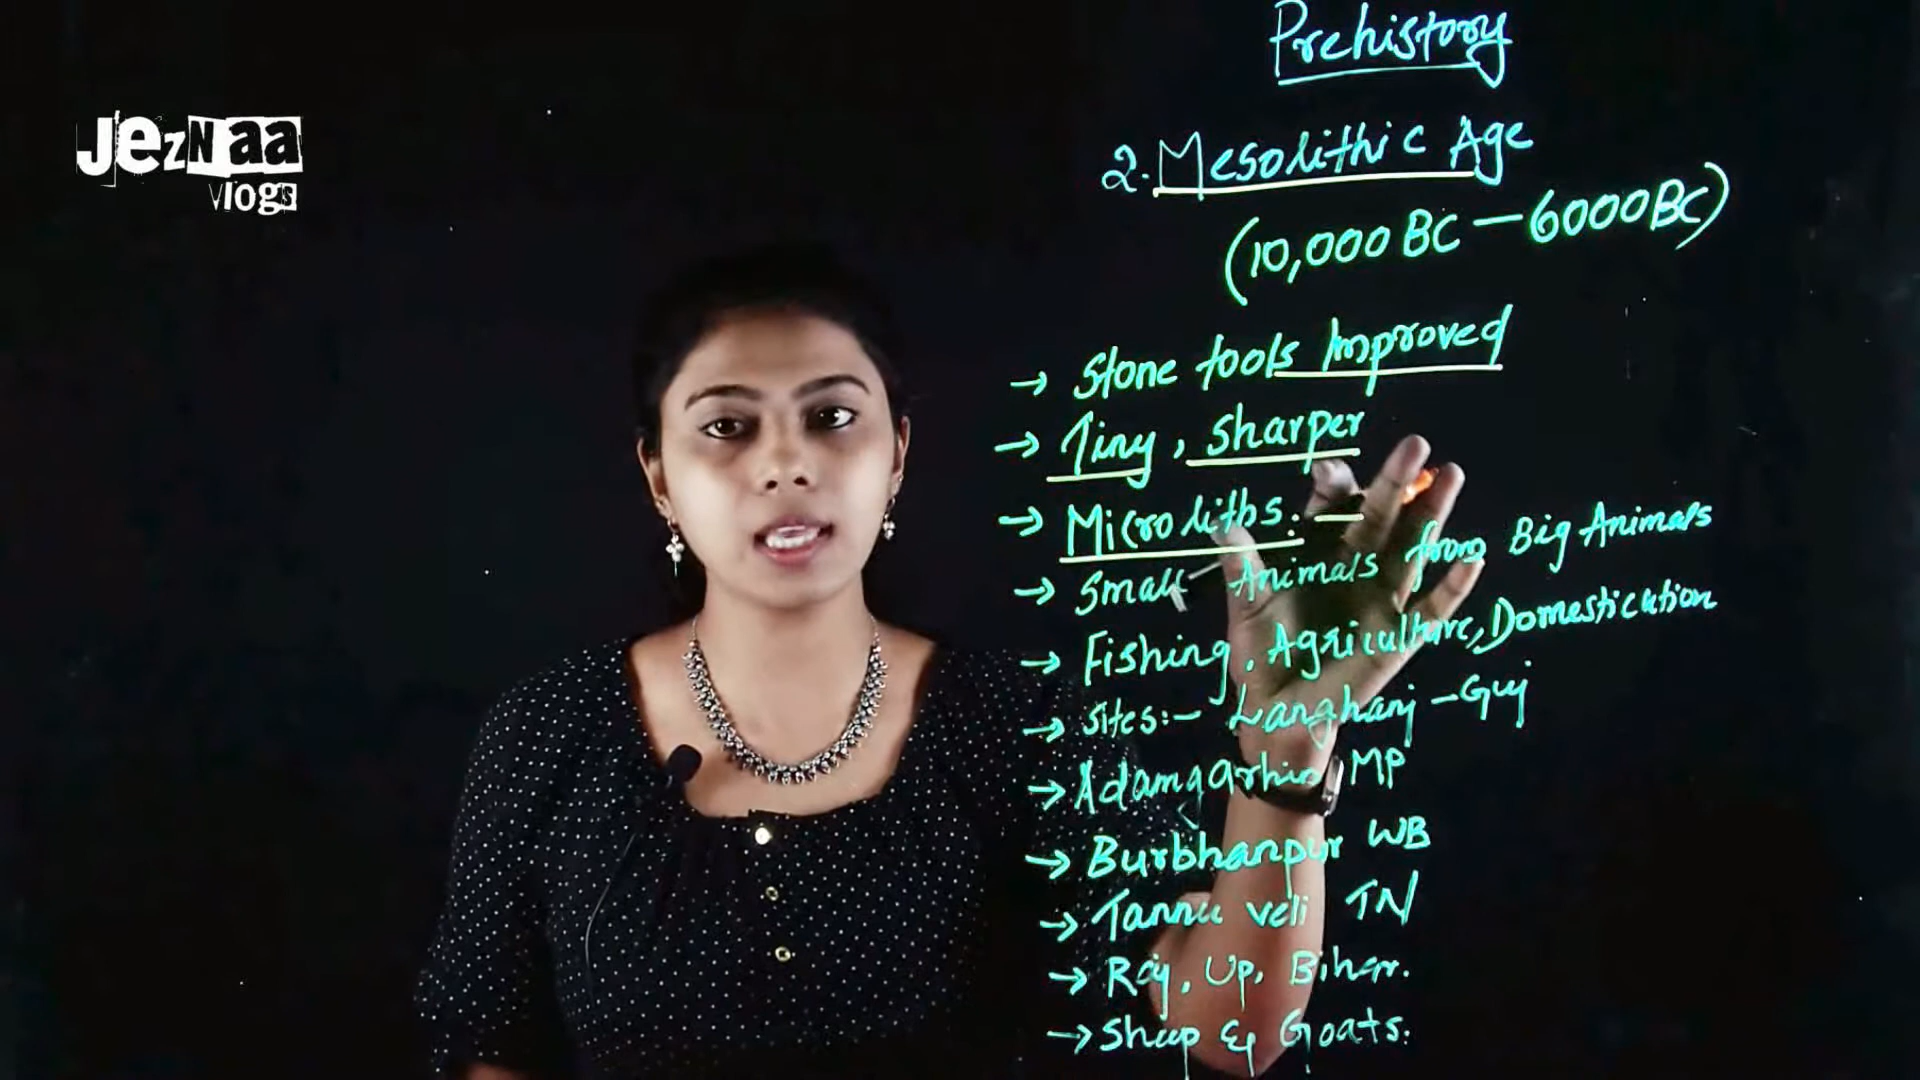 Jeznaa
vlogs
Prehistory
2. Mesolithic Age
(10,000 BC - 6000 BC)
→ Stone tools Improved
→ Tiny, Sharper
→ Microliths: -
→ Small Animals from Big Animals
→ Fishing, Agriculture, Domestication
→ Sites:- Langhanj - Guj
→ Adamgarhin MP
→ Burbhanpur WB
→ Tannu veli TN
→ Raj, Up, Bihar.
→ Sheep & Goats.